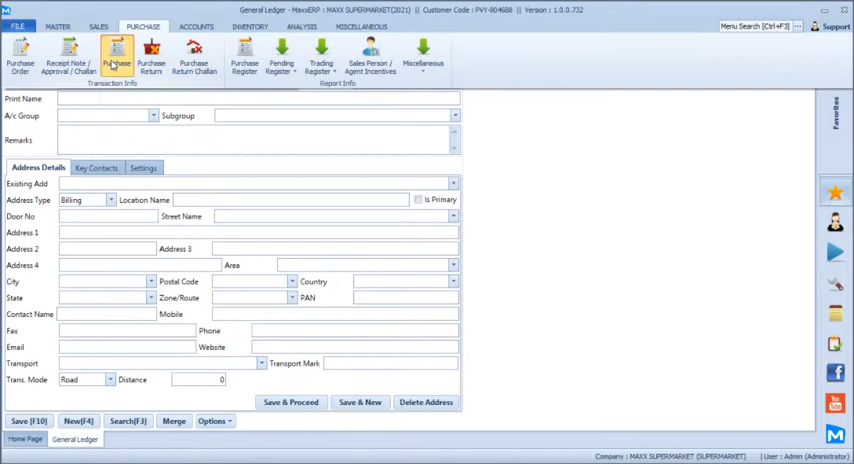 General Ledger - MaxxERP : MAXX SUPERMARKET(2021) || Customer Code : PVY-804688 || Version : 1.0.0.732
FILE MASTER SALES PURCHASE ACCOUNTS INVENTORY ANALYSIS MISCELLANEOUS Menu Search [Ctrl+F3] ... Support
Purchase Order
Receipt Note / Approval / Challan
Purchase
Purchase Return
Purchase Return Challan
Purchase Register
Pending Register
Trading Register
Sales Person / Agent Incentives
Miscellaneous
Transaction Info Report Info
Favorites
Print Name
A/c Group Subgroup
Remarks
Address Details Key Contacts Settings
Existing Add
Address Type Billing Location Name Is Primary
Door No Street Name
Address 1
Address 2 Address 3
Address 4 Area
City Postal Code Country
State Zone/Route PAN
Contact Name Mobile
Fax Phone
Email Website
Transport Transport Mark
Trans. Mode Road Distance 0
Save & Proceed Save & New Delete Address
Save [F10] New[F4] Search[F3] Merge Options
Home Page General Ledger
Company : MAXX SUPERMARKET (SUPERMARKET) User : Admin (Administrator)
You Tube